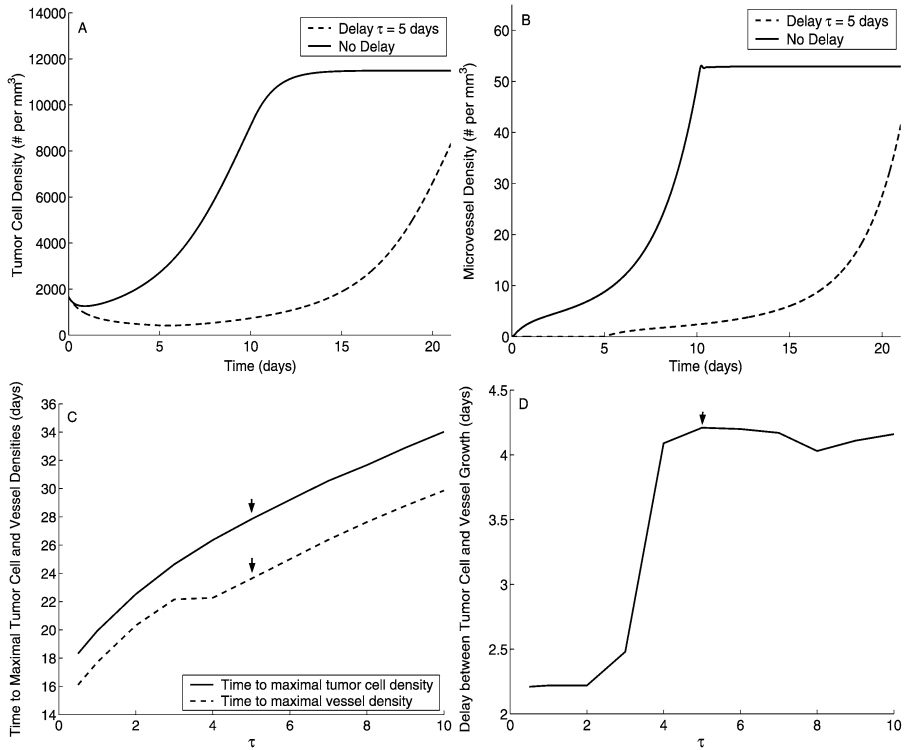 A
Delay τ = 5 days
No Delay
Tumor Cell Density (# per mm³)
14000
12000
10000
8000
6000
4000
2000
0
0 5 10 15 20
Time (days)
B
Delay τ = 5 days
No Delay
Microvessel Density (# per mm³)
60
50
40
30
20
10
0
0 5 10 15 20
Time (days)
C
Time to Maximal Tumor Cell and Vessel Densities (days)
36
34
32
30
28
26
24
22
20
18
16
14
Time to maximal tumor cell density
Time to maximal vessel density
0 2 4 6 8 10
τ
D
Delay between Tumor Cell and Vessel Growth (days)
4.5
4
3.5
3
2.5
2
0 2 4 6 8 10
τ